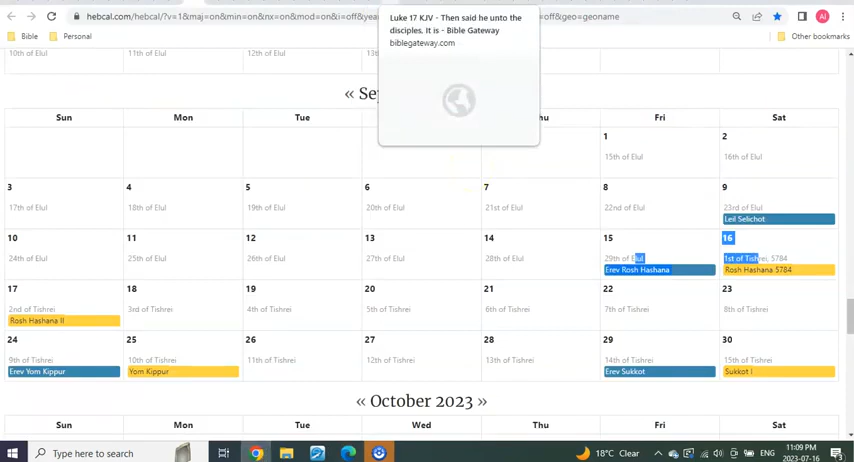 hebcal.com/hebcal/?v=1&maj=on&min=on&nx=on&mod=on&i=off&year
=off&geo=geoname
AI
Bible
Personal
Other bookmarks
Luke 17 KJV - Then said he unto the
disciples, It is - Bible Gateway
biblegateway.com
10th of Elul
11th of Elul
« Sep
Sun Mon Tue hu Fri Sat
1 2
15th of Elul 16th of Elul
3 4 5 6 7 8 9
17th of Elul 18th of Elul 19th of Elul 20th of Elul 21st of Elul 22nd of Elul 23rd of Elul
Leil Selichot
10 11 12 13 14 15 16
24th of Elul 25th of Elul 26th of Elul 27th of Elul 28th of Elul 29th of Elul 1st of Tishrei, 5784
Erev Rosh Hashana Rosh Hashana 5784
17 18 19 20 21 22 23
2nd of Tishrei 3rd of Tishrei 4th of Tishrei 5th of Tishrei 6th of Tishrei 7th of Tishrei 8th of Tishrei
Rosh Hashana II
24 25 26 27 28 29 30
9th of Tishrei 10th of Tishrei 11th of Tishrei 12th of Tishrei 13th of Tishrei 14th of Tishrei 15th of Tishrei
Erev Yom Kippur Yom Kippur Erev Sukkot Sukkot I
« October 2023 »
Sun Mon Tue Wed Thu Fri Sat
Type here to search
18°C Clear
ENG
11:09 PM
2023-07-16
3